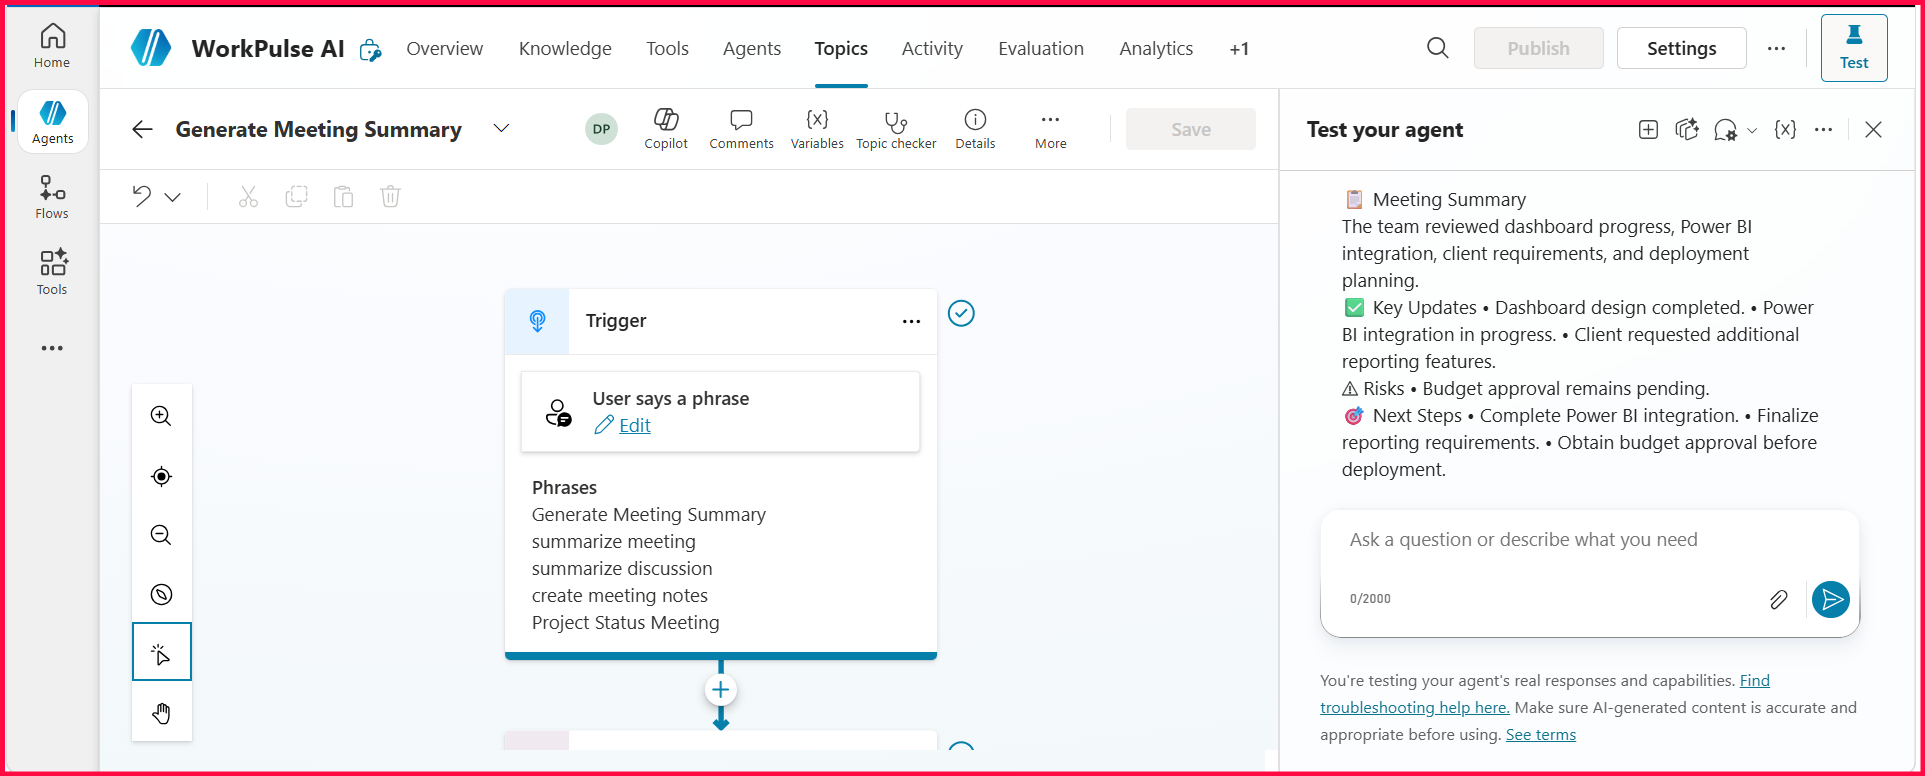 Home
Agents
Flows
Tools
WorkPulse AI
Overview
Knowledge
Tools
Agents
Topics
Activity
Evaluation
Analytics
+1
Publish
Settings
Test
Generate Meeting Summary
DP
Copilot
Comments
Variables
Topic checker
Details
More
Save
Trigger
User says a phrase
Edit
Phrases
Generate Meeting Summary
summarize meeting
summarize discussion
create meeting notes
Project Status Meeting
Test your agent
📋 Meeting Summary
The team reviewed dashboard progress, Power BI
integration, client requirements, and deployment
planning.
✅ Key Updates • Dashboard design completed. • Power
BI integration in progress. • Client requested additional
reporting features.
⚠ Risks • Budget approval remains pending.
🎯 Next Steps • Complete Power BI integration. • Finalize
reporting requirements. • Obtain budget approval before
deployment.
Ask a question or describe what you need
0/2000
You're testing your agent's real responses and capabilities. Find
troubleshooting help here. Make sure AI-generated content is accurate and
appropriate before using. See terms